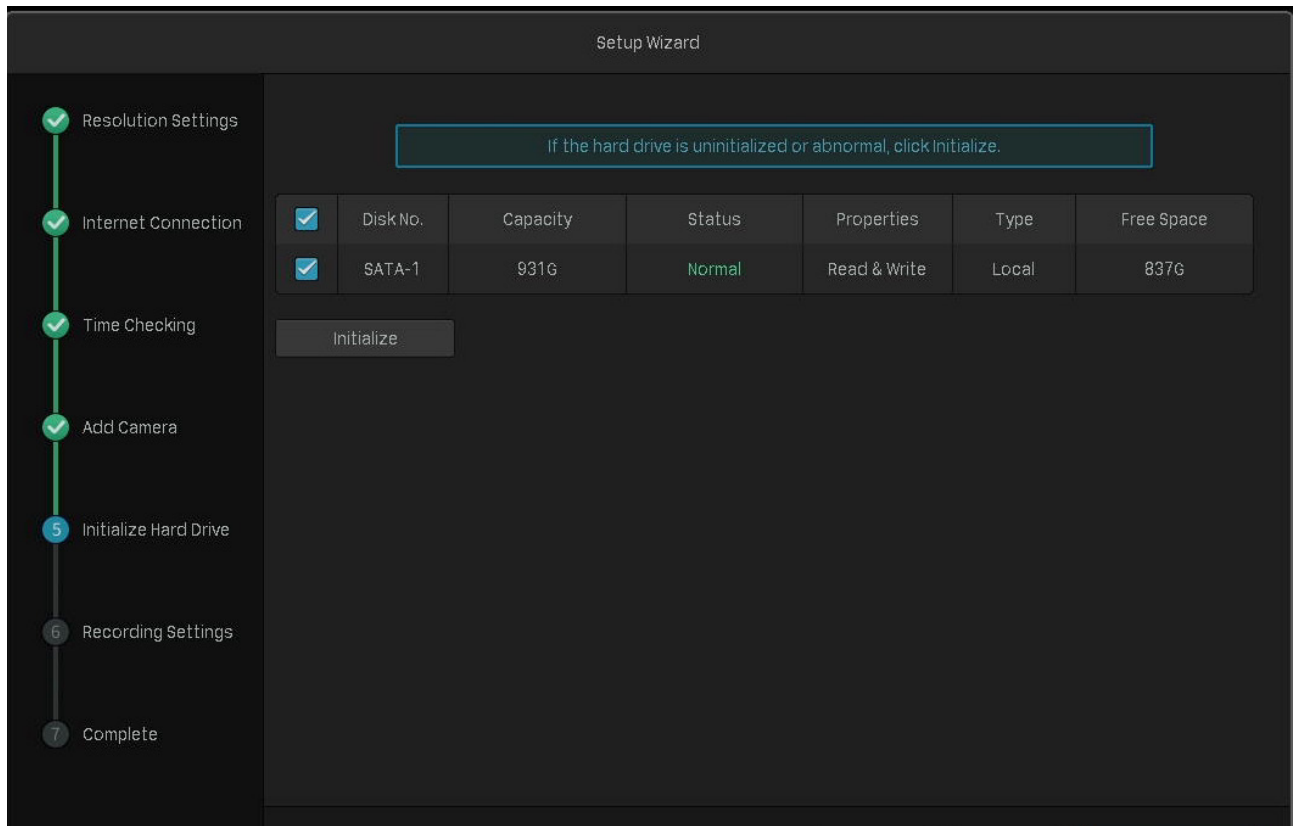 Setup Wizard
Resolution Settings
Internet Connection
Time Checking
Add Camera
5 Initialize Hard Drive
6 Recording Settings
7 Complete
If the hard drive is uninitialized or abnormal, click Initialize.
Disk No. Capacity Status Properties Type Free Space
SATA-1 931G Normal Read & Write Local 837G
Initialize